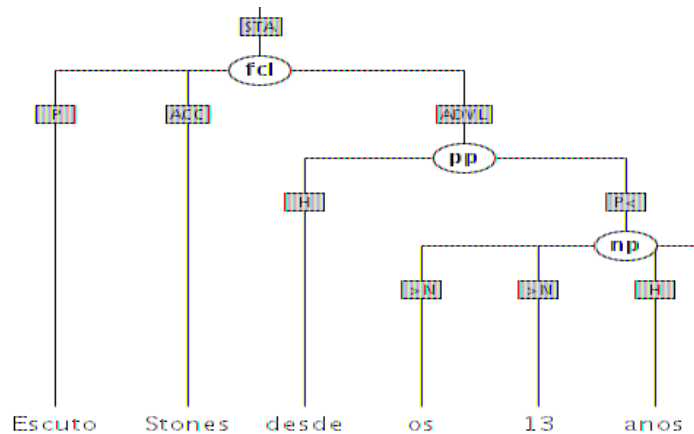 STA
fcl
P ACC ADVL
pp
H P<
np
>N >N H
Escuto Stones desde os 13 anos